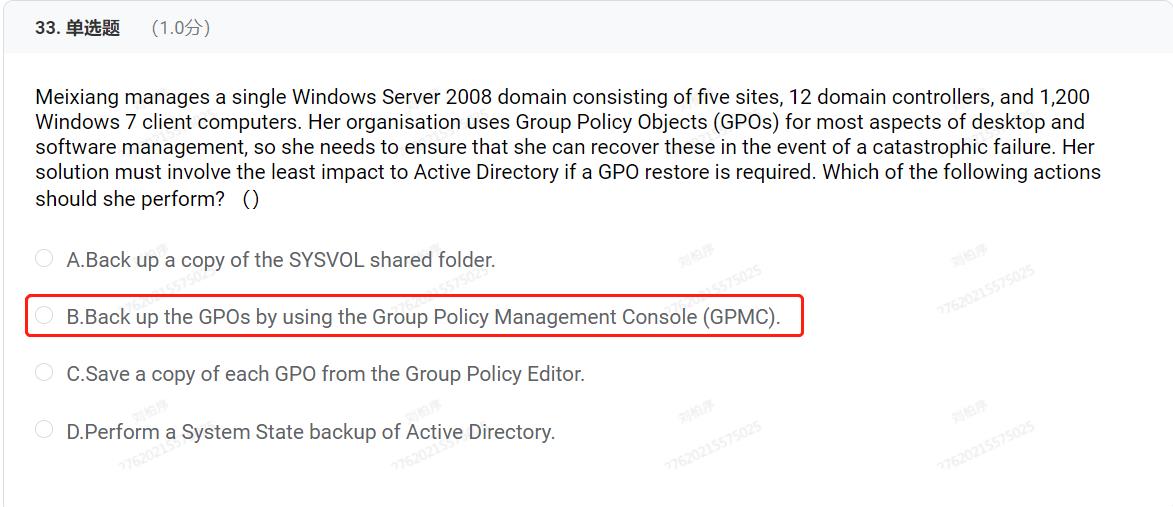 33. 单选题 （1.0分）
Meixiang manages a single Windows Server 2008 domain consisting of five sites, 12 domain controllers, and 1,200
Windows 7 client computers. Her organisation uses Group Policy Objects (GPOs) for most aspects of desktop and
software management, so she needs to ensure that she can recover these in the event of a catastrophic failure. Her
solution must involve the least impact to Active Directory if a GPO restore is required. Which of the following actions
should she perform? （）
A.Back up a copy of the SYSVOL shared folder.
B.Back up the GPOs by using the Group Policy Management Console (GPMC).
C.Save a copy of each GPO from the Group Policy Editor.
D.Perform a System State backup of Active Directory.